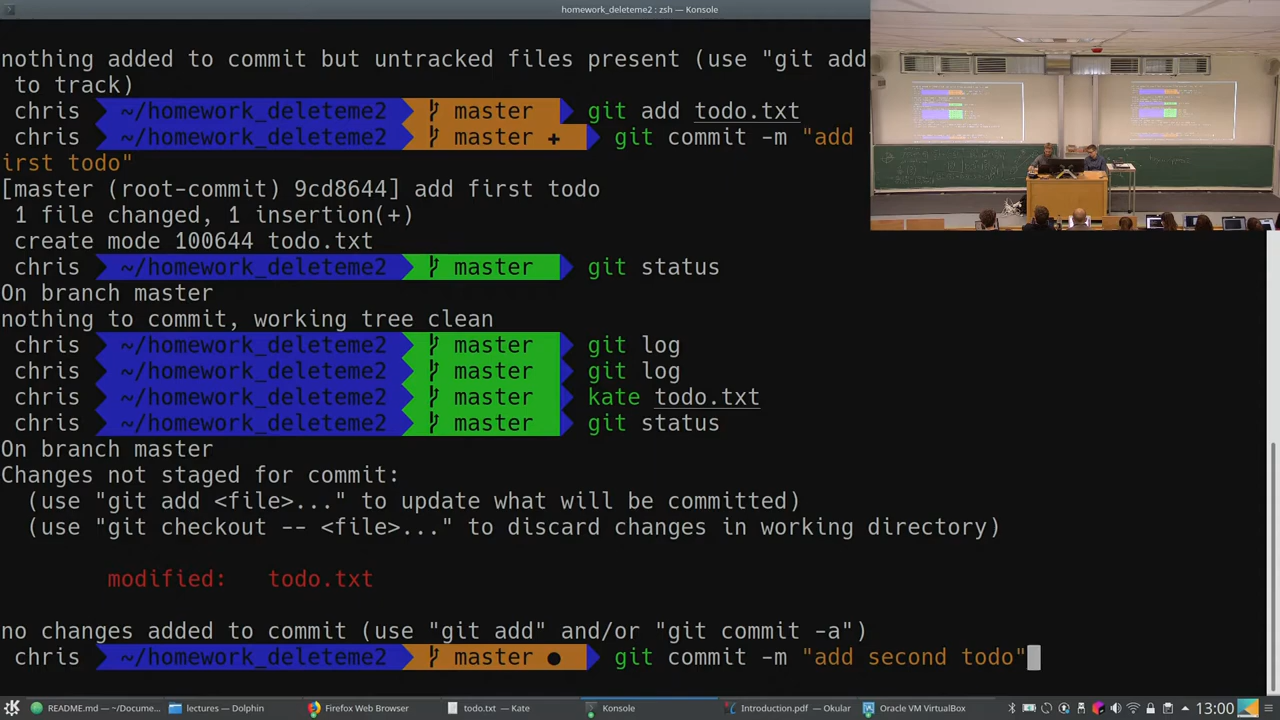 homework_deleteme2 : zsh — Konsole
nothing added to commit but untracked files present (use "git add
to track)
chris ~/homework_deleteme2 master git add todo.txt
chris ~/homework_deleteme2 master + git commit -m "add
irst todo"
[master (root-commit) 9cd8644] add first todo
1 file changed, 1 insertion(+)
create mode 100644 todo.txt
chris ~/homework_deleteme2 master git status
On branch master
nothing to commit, working tree clean
chris ~/homework_deleteme2 master git log
chris ~/homework_deleteme2 master git log
chris ~/homework_deleteme2 master kate todo.txt
chris ~/homework_deleteme2 master git status
On branch master
Changes not staged for commit:
(use "git add <file>..." to update what will be committed)
(use "git checkout -- <file>..." to discard changes in working directory)
modified: todo.txt
no changes added to commit (use "git add" and/or "git commit -a")
chris ~/homework_deleteme2 master ● git commit -m "add second todo"
README.md — ~/Docume... lectures — Dolphin Firefox Web Browser todo.txt — Kate Konsole Introduction.pdf — Okular Oracle VM VirtualBox 13:00